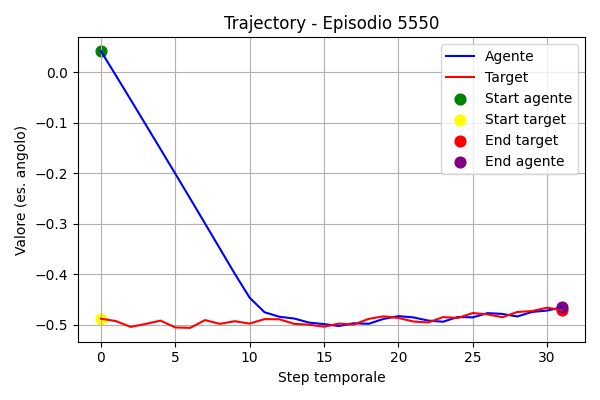 Trajectory - Episodio 5550
Agente
Target
Start agente
Start target
End target
End agente
Valore (es. angolo)
0.0
−0.1
−0.2
−0.3
−0.4
−0.5
0 5 10 15 20 25 30
Step temporale